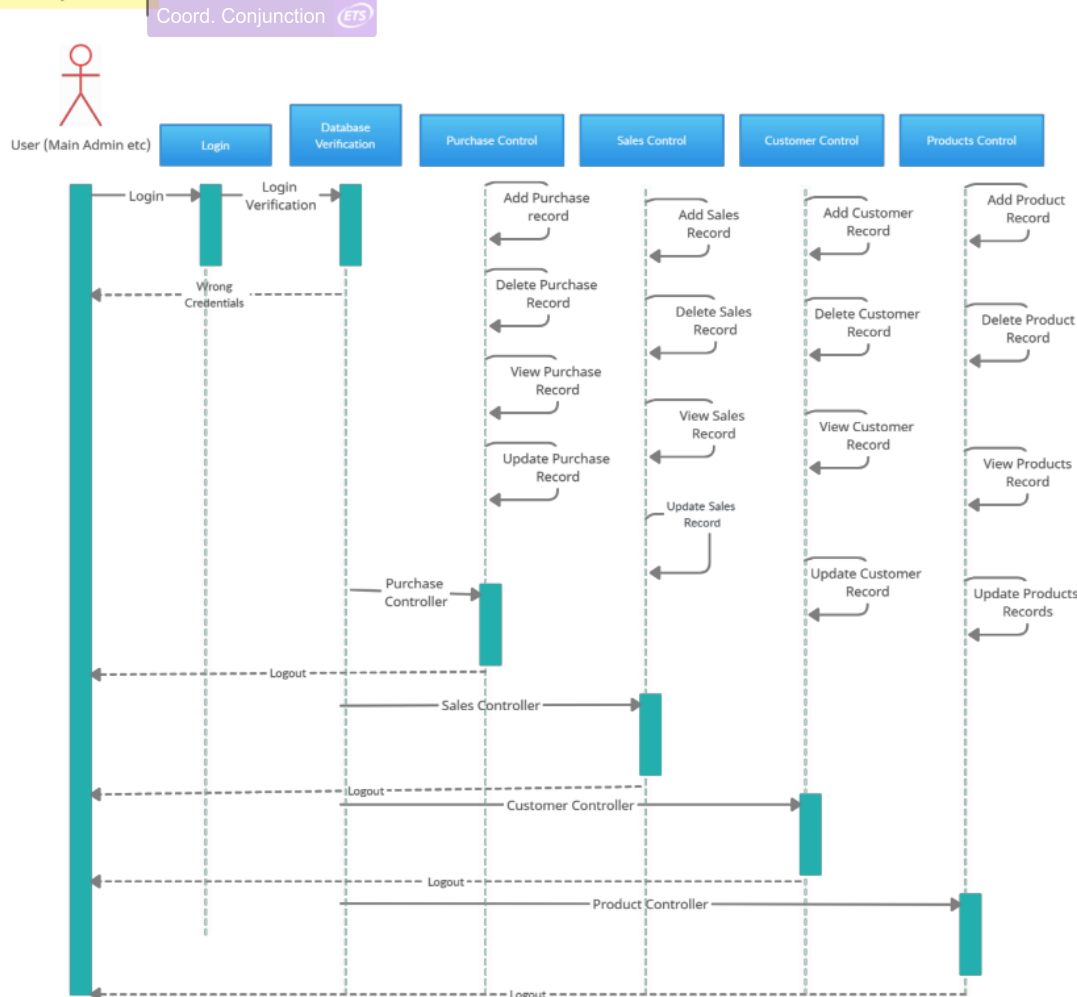 Coord. Conjunction ETS
User (Main Admin etc)
Login
Database
Verification
Purchase Control
Sales Control
Customer Control
Products Control
Login
Login
Verification
Wrong
Credentials
Add Purchase
record
Delete Purchase
Record
View Purchase
Record
Update Purchase
Record
Add Sales
Record
Delete Sales
Record
View Sales
Record
Update Sales
Record
Add Customer
Record
Delete Customer
Record
View Customer
Record
Update Customer
Record
Add Product
Record
Delete Product
Record
View Products
Record
Update Products
Records
Purchase
Controller
Logout
Sales Controller
Logout
Customer Controller
Logout
Product Controller
Logout